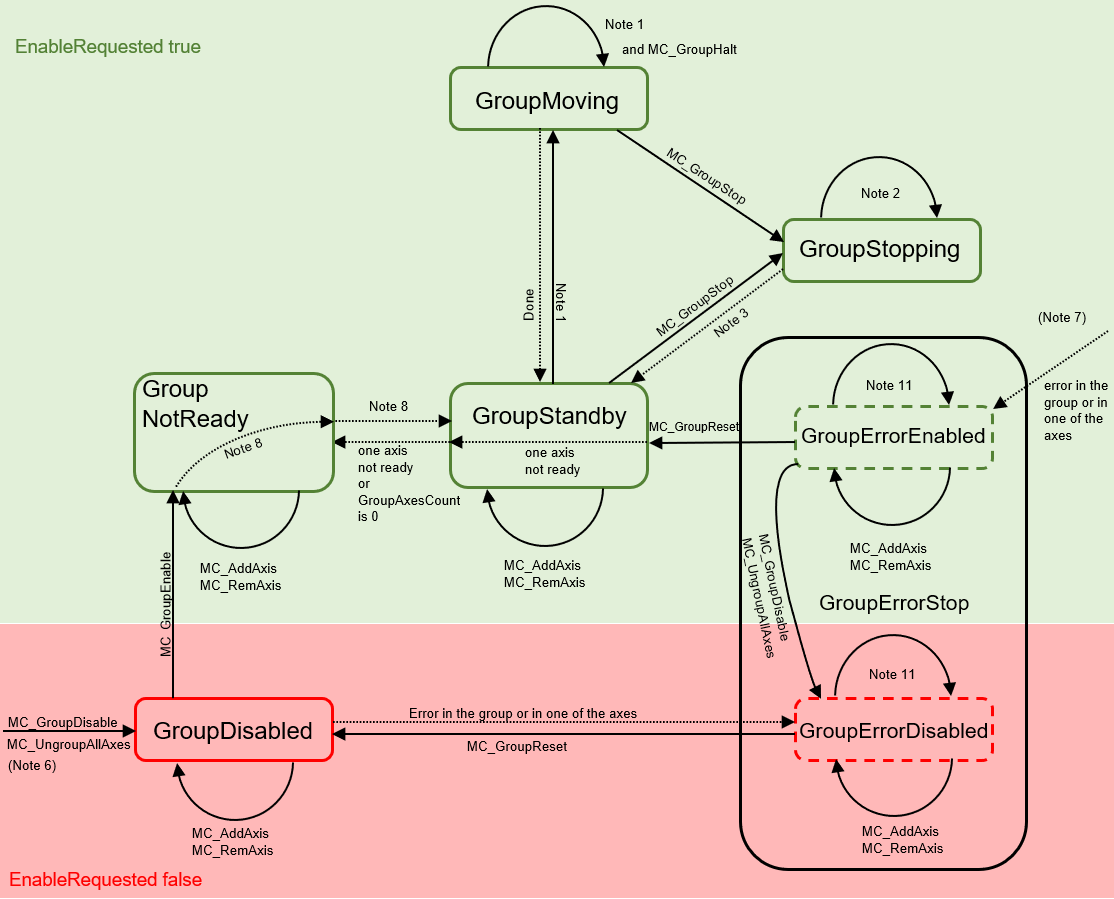 EnableRequested true
Note 1
and MC_GroupHalt
GroupMoving
MC_GroupStop
Note 2
GroupStopping
Done
Note 1
MC_GroupStop
Note 3
(Note 7)
error in the
group or in
one of the
axes
Group
NotReady
Note 8
Note 8
one axis
not ready
or
GroupAxesCount
is 0
GroupStandby
one axis
not ready
MC_GroupReset
Note 11
GroupErrorEnabled
MC_AddAxis
MC_RemAxis
MC_AddAxis
MC_RemAxis
MC_AddAxis
MC_RemAxis
MC_GroupEnable
MC_GroupDisable
MC_UngroupAllAxes
GroupErrorStop
Note 11
MC_GroupDisable
MC_UngroupAllAxes
(Note 6)
GroupDisabled
Error in the group or in one of the axes
MC_GroupReset
GroupErrorDisabled
MC_AddAxis
MC_RemAxis
MC_AddAxis
MC_RemAxis
EnableRequested false